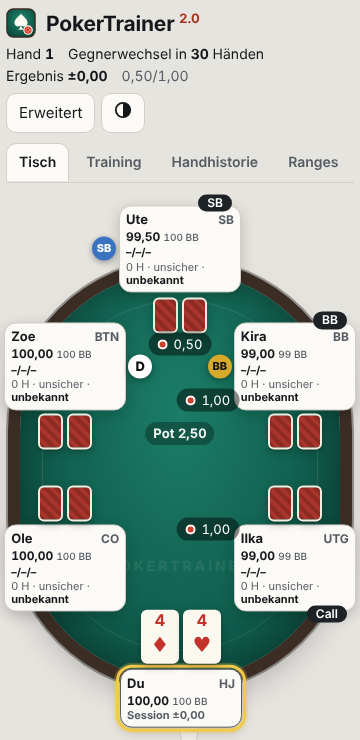 PokerTrainer 2.0
Hand 1 Gegnerwechsel in 30 Händen
Ergebnis ±0,00 0,50/1,00
Erweitert
Tisch Training Handhistorie Ranges
SB
Ute SB
99,50 100 BB
–/–/–
0 H · unsicher ·
unbekannt
SB
0,50
BB
Zoe BTN
100,00 100 BB
–/–/–
0 H · unsicher ·
unbekannt
D
BB
Kira BB
99,00 99 BB
–/–/–
0 H · unsicher ·
unbekannt
1,00
Pot 2,50
1,00
Ole CO
100,00 100 BB
–/–/–
0 H · unsicher ·
unbekannt
Ilka UTG
99,00 99 BB
–/–/–
0 H · unsicher ·
unbekannt
Call
OKERTRAINE
4 4
Du HJ
100,00 100 BB
Session ±0,00